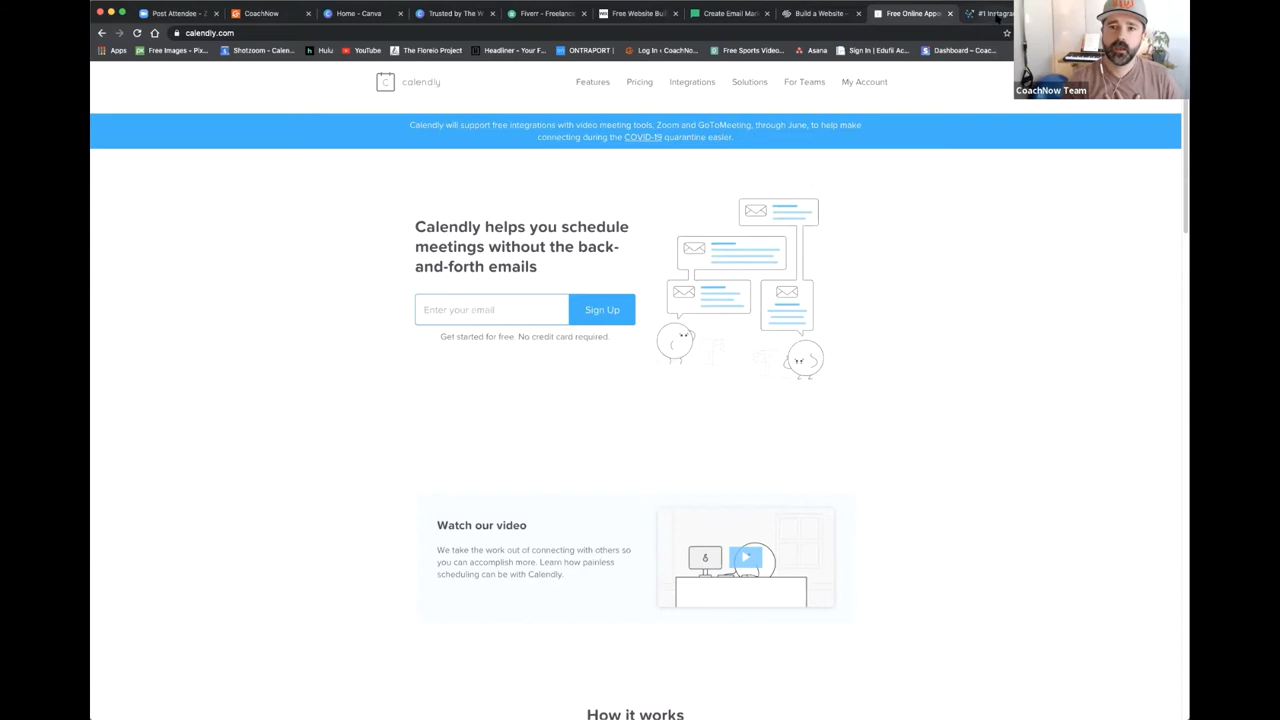 Post Attendee - Z
CoachNow
Home - Canva
Trusted by The W
Fiverr - Freelance
WIX
Free Website Buil
Create Email Mark
Build a Website –
Free Online Appo
#1 Instagra
calendly.com
Apps
Free Images - Pix...
Shotzoom - Calen...
Hulu
YouTube
The Forelo Project
Headliner - Your F...
ONTRAPORT
Log In ‹ CoachNo...
Free Sports Video...
Asana
Sign In | Edufii Ac...
Dashboard – Coac...
CoachNow Team
calendly
Features
Pricing
Integrations
Solutions
For Teams
My Account
Calendly will support free integrations with video meeting tools, Zoom and GoToMeeting, through June, to help make
connecting during the COVID-19 quarantine easier.
Calendly helps you schedule
meetings without the back-
and-forth emails
Enter your email
Sign Up
Get started for free. No credit card required.
Watch our video
We take the work out of connecting with others so
you can accomplish more. Learn how painless
scheduling can be with Calendly.
How it works